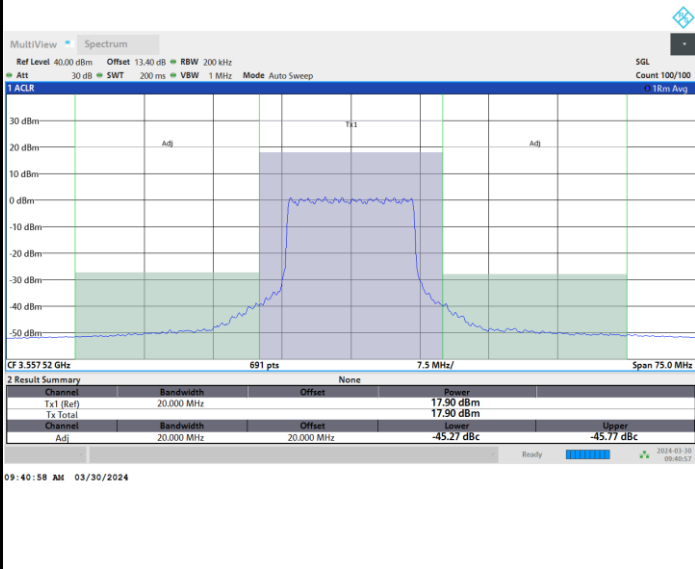 MultiView Spectrum
Ref Level 40.00 dBm Offset 13.40 dB RBW 200 kHz SGL
Att 30 dB SWT 200 ms VBW 1 MHz Mode Auto Sweep Count 100/100
1 ACLR 1Rm Avg
30 dBm
Tx1
20 dBm Adj Adj
10 dBm
0 dBm
-10 dBm
-20 dBm
-30 dBm
-40 dBm
-50 dBm
CF 3.557 52 GHz 691 pts 7.5 MHz/ Span 75.0 MHz
2 Result Summary None
Channel Bandwidth Offset Power
Tx1 (Ref) 20.000 MHz 17.90 dBm
Tx Total 17.90 dBm
Channel Bandwidth Offset Lower Upper
Adj 20.000 MHz 20.000 MHz -45.27 dBc -45.77 dBc
Ready 2024-03-30
09:40:57
09:40:58 AM 03/30/2024